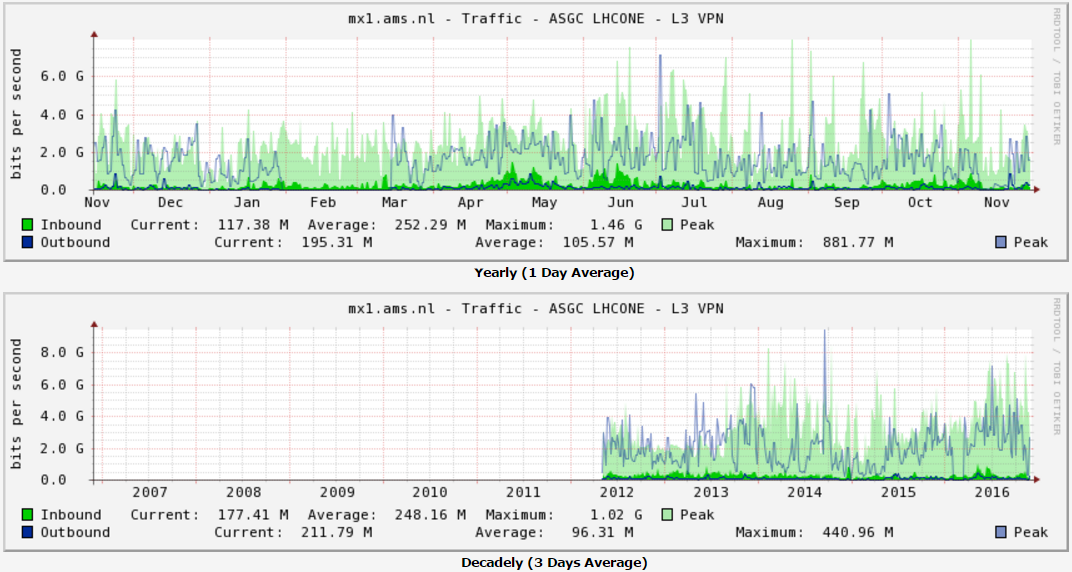 mx1.ams.nl - Traffic - ASGC LHCONE - L3 VPN
RRDTOOL / TOBI OETIKER
bits per second
6.0 G
4.0 G
2.0 G
0.0
Nov Dec Jan Feb Mar Apr May Jun Jul Aug Sep Oct Nov
Inbound Current: 117.38 M Average: 252.29 M Maximum: 1.46 G Peak
Outbound Current: 195.31 M Average: 105.57 M Maximum: 881.77 M Peak
Yearly (1 Day Average)
mx1.ams.nl - Traffic - ASGC LHCONE - L3 VPN
RRDTOOL / TOBI OETIKER
bits per second
8.0 G
6.0 G
4.0 G
2.0 G
0.0
2007 2008 2009 2010 2011 2012 2013 2014 2015 2016
Inbound Current: 177.41 M Average: 248.16 M Maximum: 1.02 G Peak
Outbound Current: 211.79 M Average: 96.31 M Maximum: 440.96 M Peak
Decadely (3 Days Average)